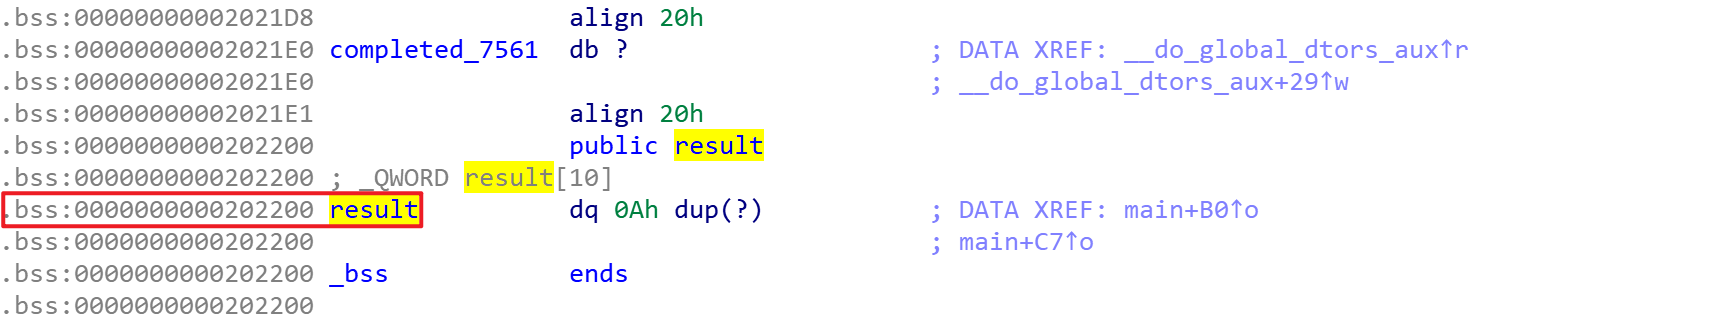 .bss:00000000002021D8 align 20h
.bss:00000000002021E0 completed_7561 db ? ; DATA XREF: __do_global_dtors_aux↑r
.bss:00000000002021E0 ; __do_global_dtors_aux+29↑w
.bss:00000000002021E1 align 20h
.bss:0000000000202200 public result
.bss:0000000000202200 ; _QWORD result[10]
.bss:0000000000202200 result dq 0Ah dup(?) ; DATA XREF: main+B0↑o
.bss:0000000000202200 ; main+C7↑o
.bss:0000000000202200 _bss ends
.bss:0000000000202200